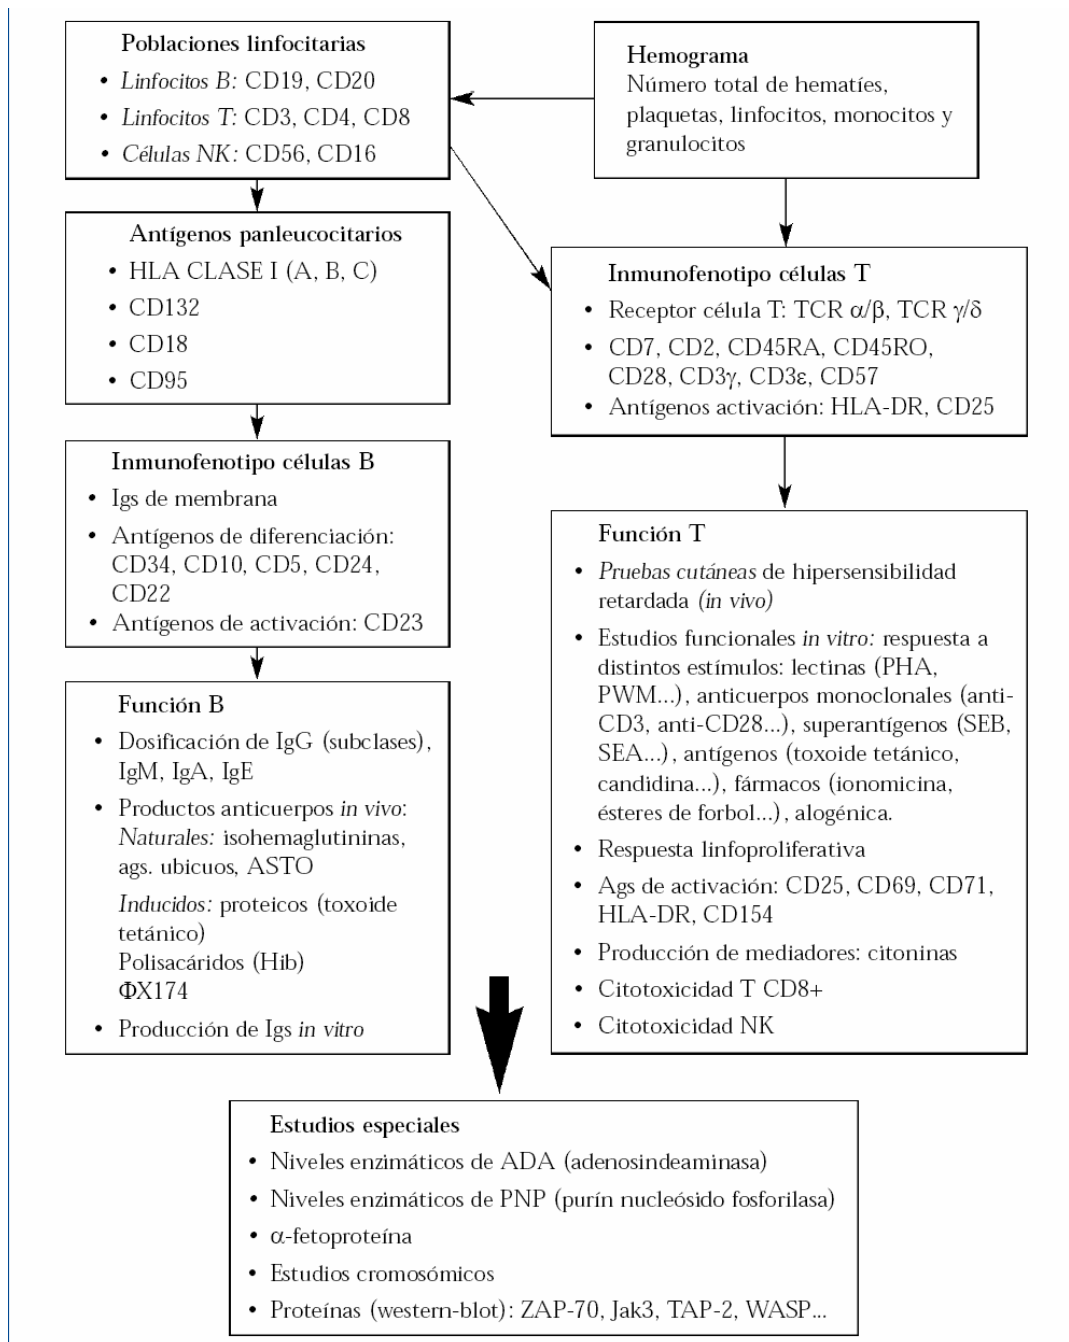 Poblaciones linfocitarias
• Linfocitos B: CD19, CD20
• Linfocitos T: CD3, CD4, CD8
• Células NK: CD56, CD16
Hemograma
Número total de hematíes,
plaquetas, linfocitos, monocitos y
granulocitos
Antígenos panleucocitarios
• HLA CLASE I (A, B, C)
• CD132
• CD18
• CD95
Inmunofenotipo células T
• Receptor célula T: TCR α/β, TCR γ/δ
• CD7, CD2, CD45RA, CD45RO,
CD28, CD3γ, CD3ε, CD57
• Antígenos activación: HLA-DR, CD25
Inmunofenotipo células B
• Igs de membrana
• Antígenos de diferenciación:
CD34, CD10, CD5, CD24,
CD22
• Antígenos de activación: CD23
Función T
• Pruebas cutáneas de hipersensibilidad
retardada (in vivo)
• Estudios funcionales in vitro: respuesta a
distintos estímulos: lectinas (PHA,
PWM...), anticuerpos monoclonales (anti-
CD3, anti-CD28...), superantígenos (SEB,
SEA...), antígenos (toxoide tetánico,
candidina...), fármacos (ionomicina,
ésteres de forbol...), alogénica.
• Respuesta linfoproliferativa
• Ags de activación: CD25, CD69, CD71,
HLA-DR, CD154
• Producción de mediadores: citoninas
• Citotoxicidad T CD8+
• Citotoxicidad NK
Función B
• Dosificación de IgG (subclases),
IgM, IgA, IgE
• Productos anticuerpos in vivo:
Naturales: isohemaglutininas,
ags. ubicuos, ASTO
Inducidos: proteicos (toxoide
tetánico)
Polisacáridos (Hib)
ΦX174
• Producción de Igs in vitro
Estudios especiales
• Niveles enzimáticos de ADA (adenosindeaminasa)
• Niveles enzimáticos de PNP (purín nucleósido fosforilasa)
• α-fetoproteína
• Estudios cromosómicos
• Proteínas (western-blot): ZAP-70, Jak3, TAP-2, WASP...